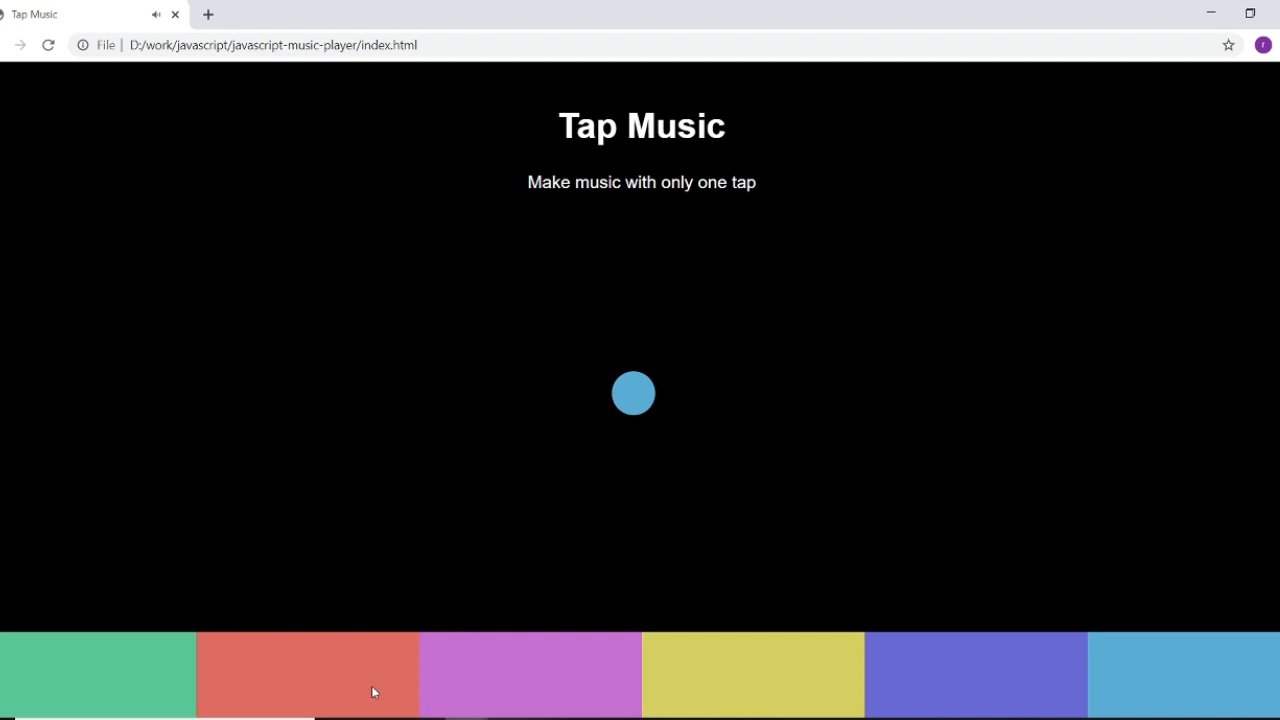 Tap Music
File | D:/work/javascript/javascript-music-player/index.html
r
Tap Music
Make music with only one tap